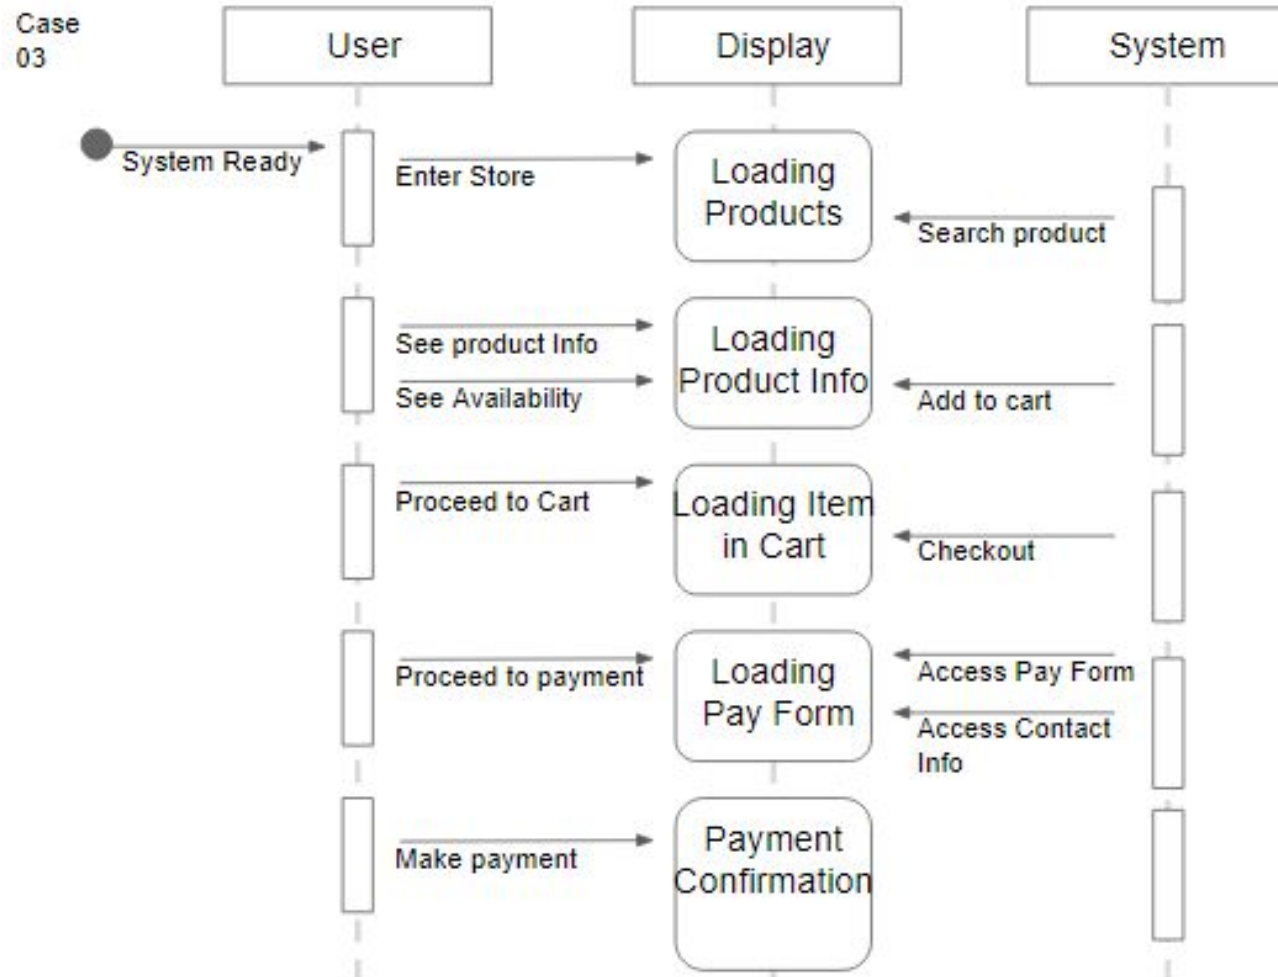 Case
03
User
Display
System
System Ready
Enter Store
Loading
Products
Search product
See product Info
See Availability
Loading
Product Info
Add to cart
Proceed to Cart
Loading Item
in Cart
Checkout
Proceed to payment
Loading
Pay Form
Access Pay Form
Access Contact
Info
Make payment
Payment
Confirmation